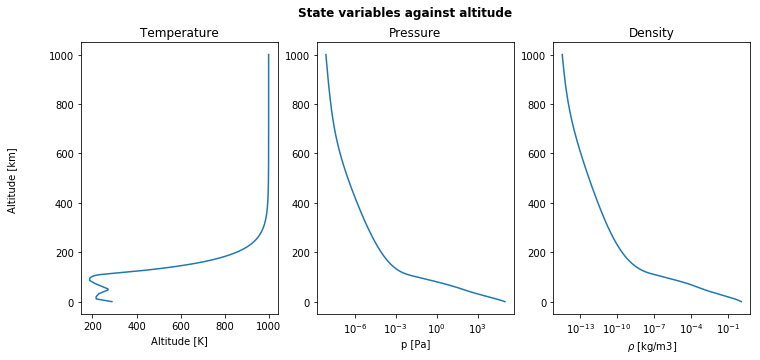 State variables against altitude
Temperature Pressure Density
Altitude [km]
1000 1000 1000
800 800 800
600 600 600
400 400 400
200 200 200
0 0 0
200 400 600 800 1000 10⁻⁶ 10⁻³ 10⁰ 10³ 10⁻¹³ 10⁻¹⁰ 10⁻⁷ 10⁻⁴ 10⁻¹
Altitude [K] p [Pa] ρ [kg/m3]